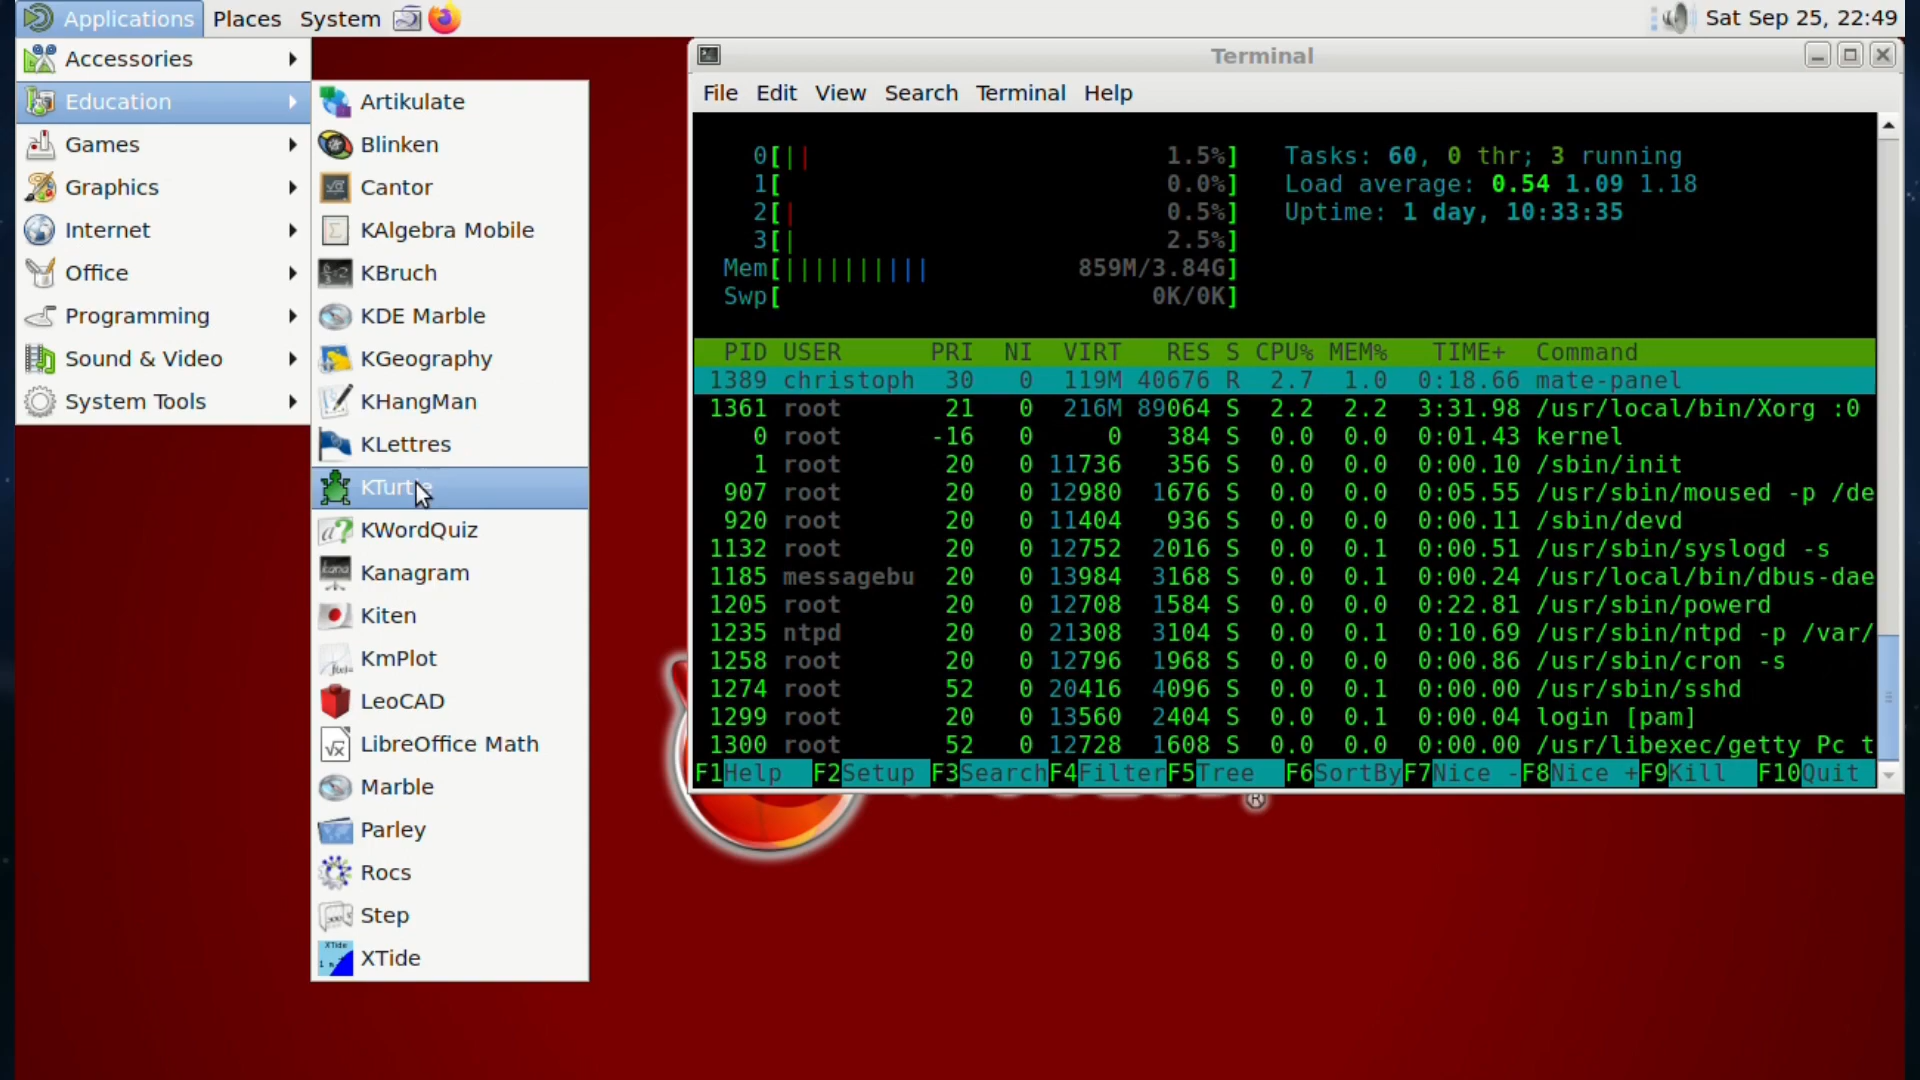 Applications Places System Sat Sep 25, 22:49
Accessories
Education
Games
Graphics
Internet
Office
Programming
Sound & Video
System Tools
Artikulate
Blinken
Cantor
KAlgebra Mobile
KBruch
KDE Marble
KGeography
KHangMan
KLettres
KTurtle
KWordQuiz
Kanagram
Kiten
KmPlot
LeoCAD
LibreOffice Math
Marble
Parley
Rocs
Step
XTide
Terminal
File Edit View Search Terminal Help
0[|| 1.5%] Tasks: 60, 0 thr; 3 running
1[ 0.0%] Load average: 0.54 1.09 1.18
2[| 0.5%] Uptime: 1 day, 10:33:35
3[| 2.5%]
Mem[|||||||||| 859M/3.84G]
Swp[ 0K/0K]
PID USER PRI NI VIRT RES S CPU% MEM% TIME+ Command
1389 christoph 30 0 119M 40676 R 2.7 1.0 0:18.66 mate-panel
1361 root 21 0 216M 89064 S 2.2 2.2 3:31.98 /usr/local/bin/Xorg :0
0 root -16 0 0 384 S 0.0 0.0 0:01.43 kernel
1 root 20 0 11736 356 S 0.0 0.0 0:00.10 /sbin/init
907 root 20 0 12980 1676 S 0.0 0.0 0:05.55 /usr/sbin/moused -p /de
920 root 20 0 11404 936 S 0.0 0.0 0:00.11 /sbin/devd
1132 root 20 0 12752 2016 S 0.0 0.1 0:00.51 /usr/sbin/syslogd -s
1185 messagebu 20 0 13984 3168 S 0.0 0.1 0:00.24 /usr/local/bin/dbus-dae
1205 root 20 0 12708 1584 S 0.0 0.0 0:22.81 /usr/sbin/powerd
1235 ntpd 20 0 21308 3104 S 0.0 0.1 0:10.69 /usr/sbin/ntpd -p /var/
1258 root 20 0 12796 1968 S 0.0 0.0 0:00.86 /usr/sbin/cron -s
1274 root 52 0 20416 4096 S 0.0 0.1 0:00.00 /usr/sbin/sshd
1299 root 20 0 13560 2404 S 0.0 0.1 0:00.04 login [pam]
1300 root 52 0 12728 1608 S 0.0 0.0 0:00.00 /usr/libexec/getty Pc t
F1Help F2Setup F3SearchF4FilterF5Tree F6SortByF7Nice -F8Nice +F9Kill F10Quit
®